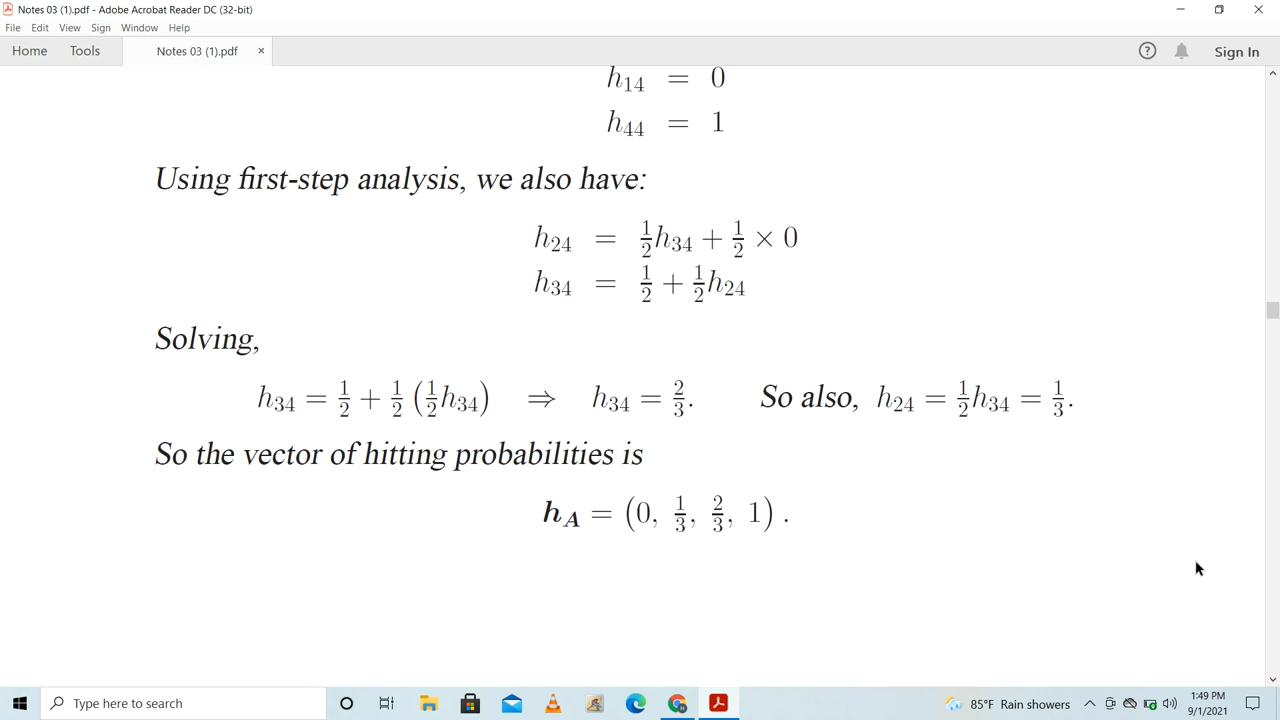 Notes 03 (1).pdf - Adobe Acrobat Reader DC (32-bit)
File Edit View Sign Window Help
Home Tools Notes 03 (1).pdf × ? Sign In
h₁₄ = 0
h₄₄ = 1
Using first-step analysis, we also have:
h₂₄ = ½h₃₄ + ½ × 0
h₃₄ = ½ + ½h₂₄
Solving,
h₃₄ = ½ + ½ (½h₃₄) ⇒ h₃₄ = ⅔. So also, h₂₄ = ½h₃₄ = ⅓.
So the vector of hitting probabilities is
h_A = (0, ⅓, ⅔, 1).
Type here to search 85°F Rain showers 1:49 PM
9/1/2021